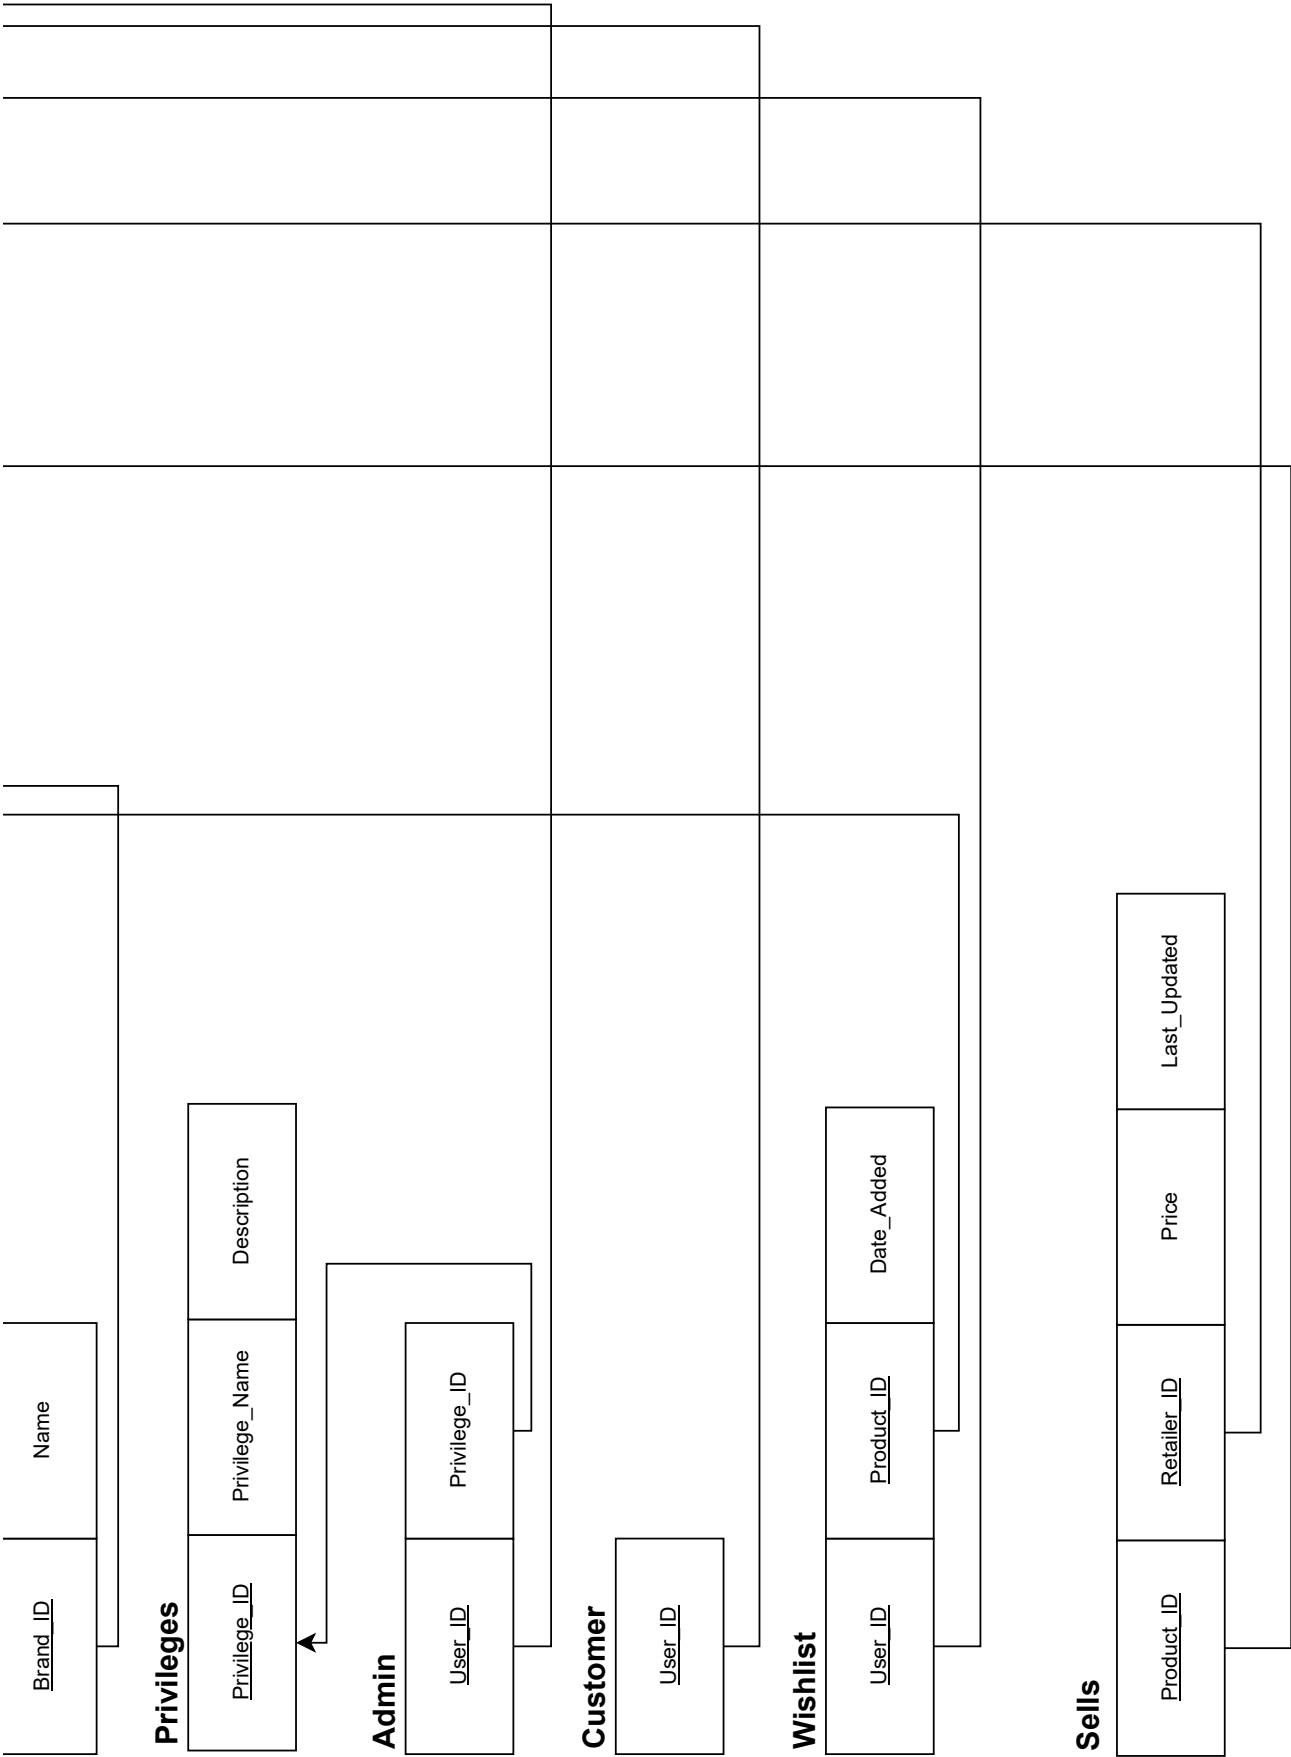 Brand_ID
Name
Privileges
Privilege_ID
Privilege_Name
Description
Admin
User_ID
Privilege_ID
Customer
User_ID
Wishlist
User_ID
Product_ID
Date_Added
Sells
Product_ID
Retailer_ID
Price
Last_Updated